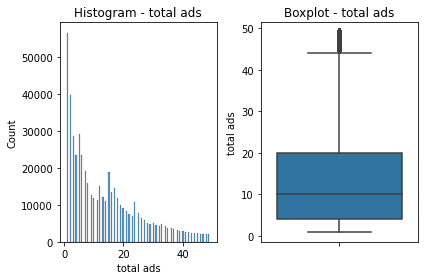 Histogram - total ads
Count
50000
40000
30000
20000
10000
0
0 20 40
total ads
Boxplot - total ads
total ads
50
40
30
20
10
0